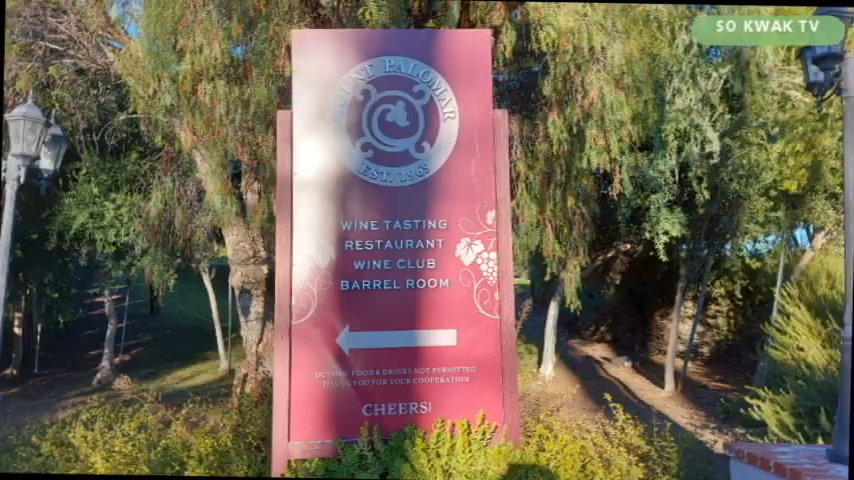 SO KWAK TV
MOUNT PALOMAR
EST. 1969
WINE TASTING
RESTAURANT
WINE CLUB
BARREL ROOM
OUTSIDE FOOD & DRINKS NOT PERMITTED
THANK YOU FOR YOUR COOPERATION
CHEERS!